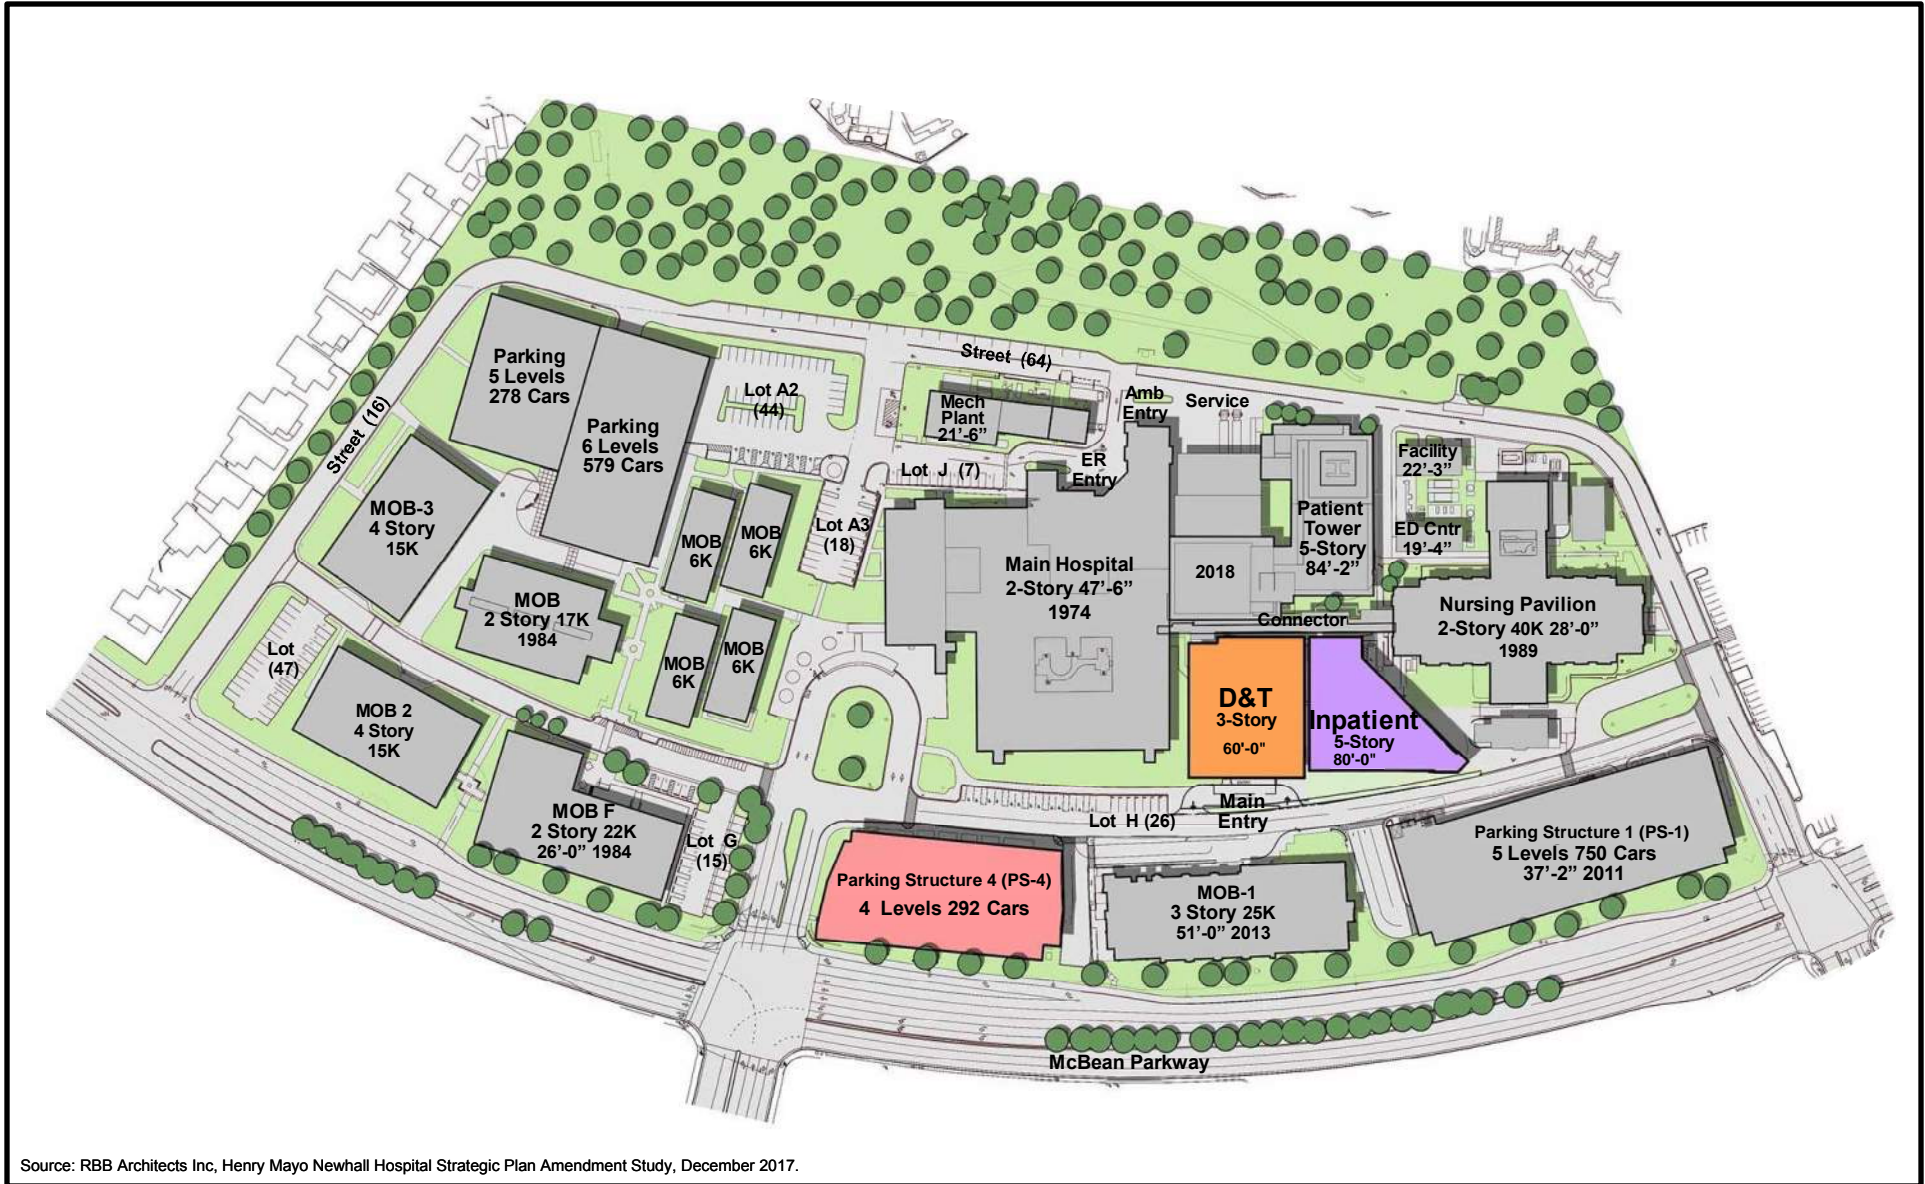 Street (64)
Parking
5 Levels
278 Cars
Lot A2
(44)
Amb
Entry
Service
Mech
Plant
21'-6"
Parking
6 Levels
579 Cars
Street (16)
Lot J (7)
ER
Entry
Facility
22'-3"
MOB-3
4 Story
15K
Lot A3
(18)
Patient
Tower
5-Story
84'-2"
H
ED Cntr
19'-4"
MOB
6K
MOB
6K
Main Hospital
2-Story 47'-6"
1974
2018
MOB
2 Story 17K
1984
Nursing Pavilion
2-Story 40K 28'-0"
1989
Connector
Lot
(47)
MOB
6K
MOB
6K
D&T
3-Story
60'-0"
Inpatient
5-Story
80'-0"
MOB 2
4 Story
15K
MOB F
2 Story 22K
26'-0" 1984
Lot G
(15)
Lot H (26)
Main
Entry
Parking Structure 1 (PS-1)
5 Levels 750 Cars
37'-2" 2011
Parking Structure 4 (PS-4)
4 Levels 292 Cars
MOB-1
3 Story 25K
51'-0" 2013
McBean Parkway
Source: RBB Architects Inc, Henry Mayo Newhall Hospital Strategic Plan Amendment Study, December 2017.